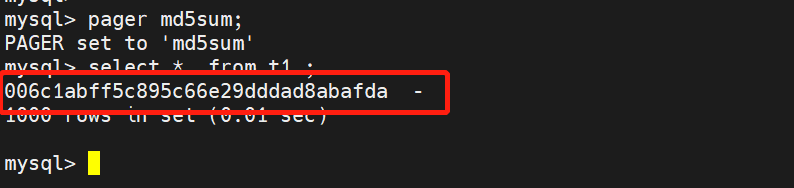 mysql> pager md5sum;
PAGER set to 'md5sum'
mysql> select *  from t1 ;
006c1abff5c895c66e29dddad8abafda  -
1000 rows in set (0.01 sec)
mysql>